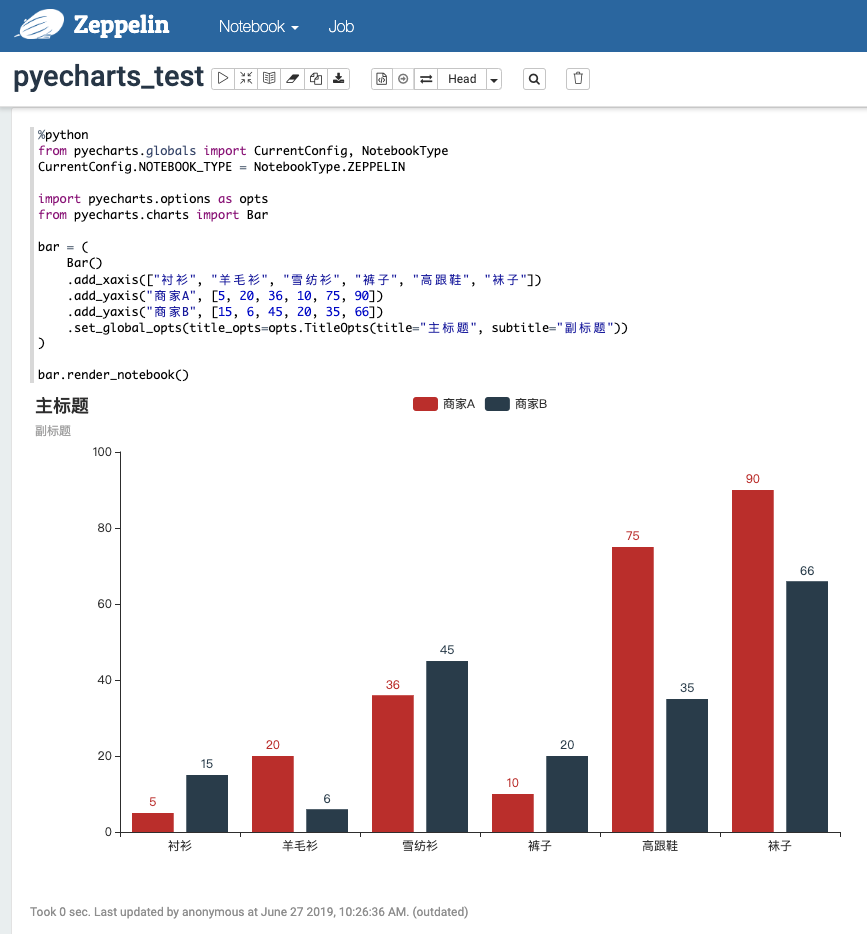 Zeppelin Notebook Job
pyecharts_test Head
%python
from pyecharts.globals import CurrentConfig, NotebookType
CurrentConfig.NOTEBOOK_TYPE = NotebookType.ZEPPELIN
import pyecharts.options as opts
from pyecharts.charts import Bar
bar = (
Bar()
.add_xaxis(["衬衫", "羊毛衫", "雪纺衫", "裤子", "高跟鞋", "袜子"])
.add_yaxis("商家A", [5, 20, 36, 10, 75, 90])
.add_yaxis("商家B", [15, 6, 45, 20, 35, 66])
.set_global_opts(title_opts=opts.TitleOpts(title="主标题", subtitle="副标题"))
)
bar.render_notebook()
主标题
副标题
商家A 商家B
100
80
60
40
20
0
5 15 20 6 36 45 10 20 75 35 90 66
衬衫 羊毛衫 雪纺衫 裤子 高跟鞋 袜子
Took 0 sec. Last updated by anonymous at June 27 2019, 10:26:36 AM. (outdated)